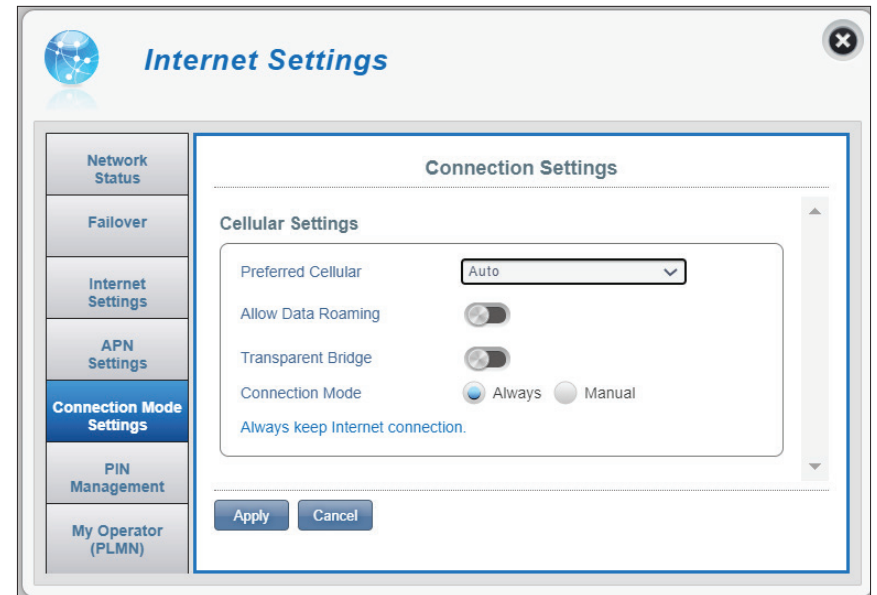 Internet Settings
Network
Status
Failover
Internet
Settings
APN
Settings
Connection Mode
Settings
PIN
Management
My Operator
(PLMN)
Connection Settings
Cellular Settings
Preferred Cellular Auto
Allow Data Roaming
Transparent Bridge
Connection Mode Always Manual
Always keep Internet connection.
Apply Cancel